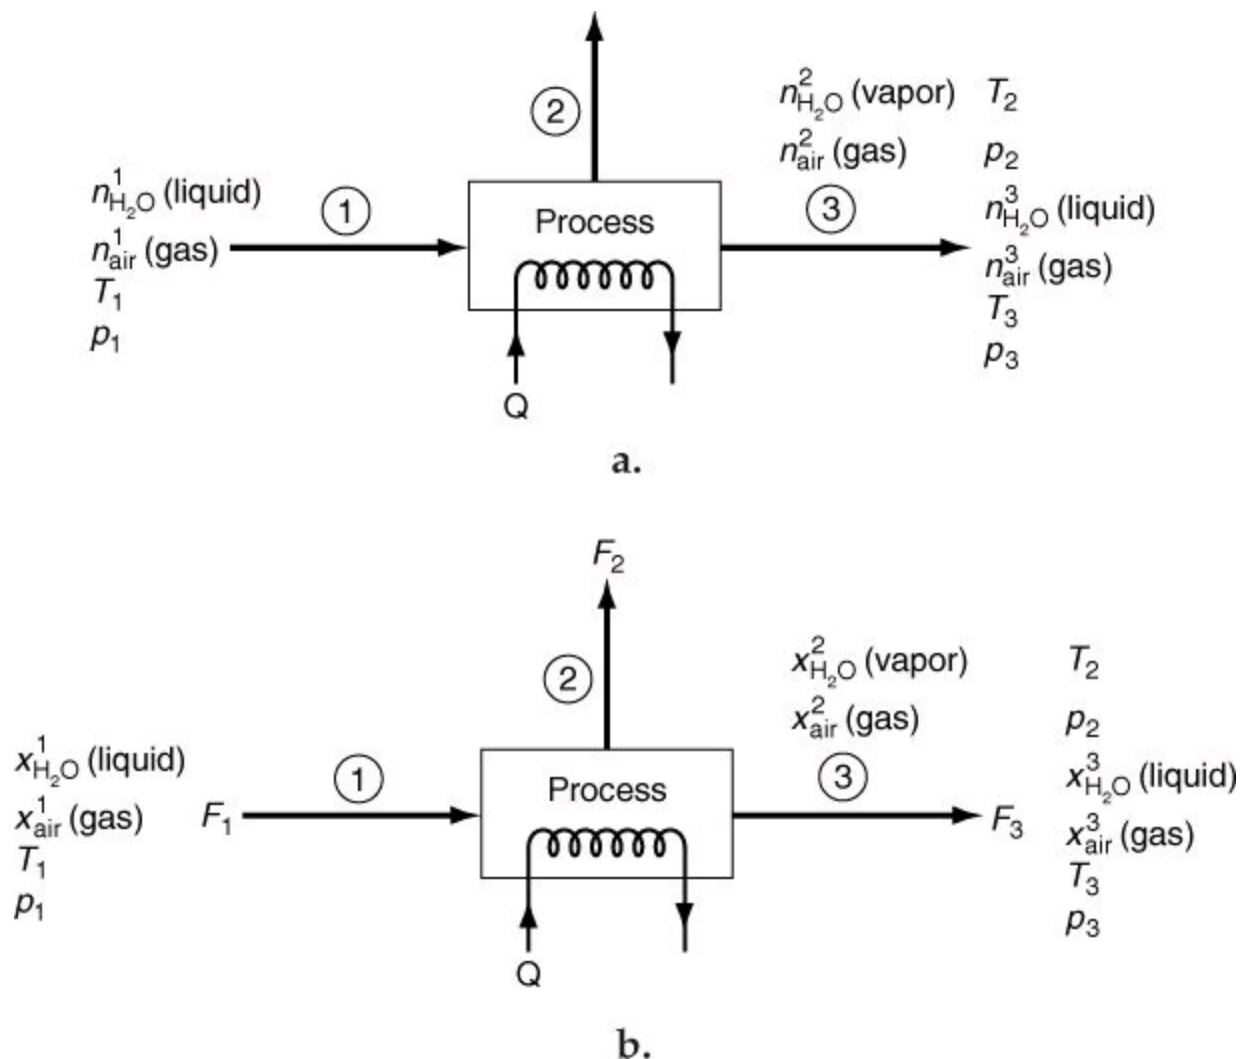 ② n²H₂O (vapor) T₂
n²air (gas) p₂
n¹H₂O (liquid) ① Process ③ n³H₂O (liquid)
n¹air (gas) n³air (gas)
T₁ T₃
p₁ p₃
Q
a.
F₂
② x²H₂O (vapor) T₂
x²air (gas) p₂
x¹H₂O (liquid) ① Process ③ x³H₂O (liquid)
x¹air (gas) F₁ F₃ x³air (gas)
T₁ T₃
p₁ p₃
Q
b.